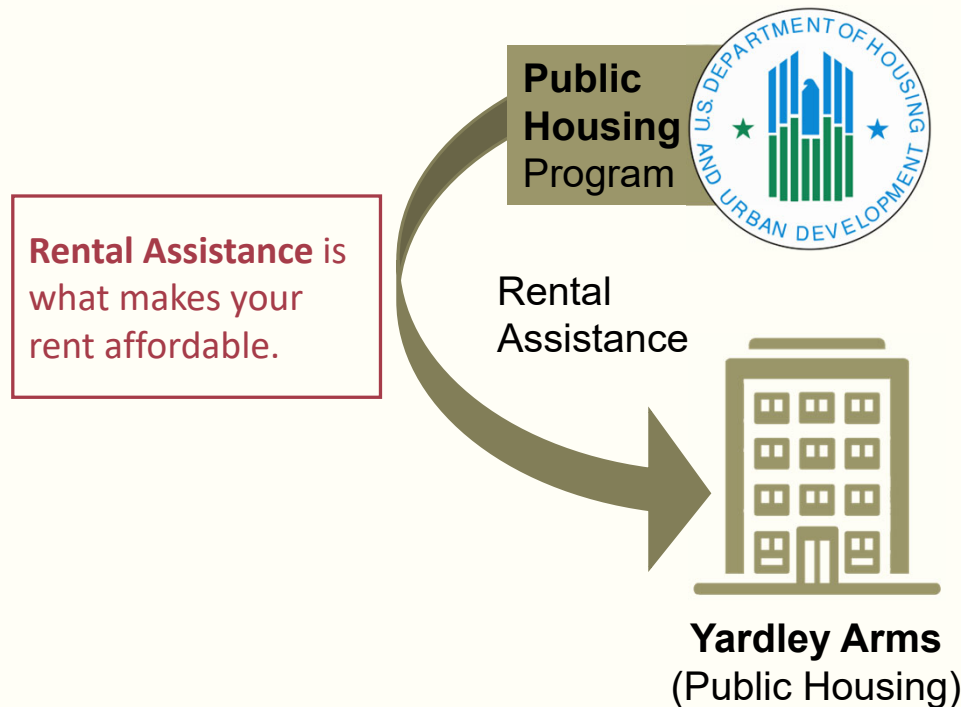 Public
Housing
Program
U.S. DEPARTMENT OF HOUSING
AND URBAN DEVELOPMENT
Rental Assistance is
what makes your
rent affordable.
Rental
Assistance
Yardley Arms
(Public Housing)